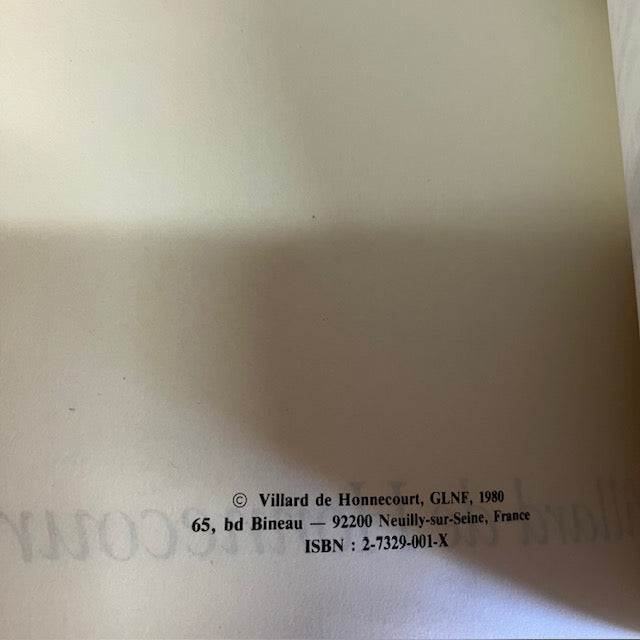 © Villard de Honnecourt, GLNF, 1980
65, bd Bineau — 92200 Neuilly-sur-Seine, France
ISBN : 2-7329-001-X